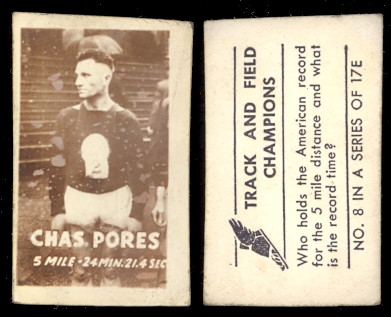 CHAS. PORES
5 MILE - 24 MIN. 21.4 SEC
TRACK AND FIELD
CHAMPIONS
Who holds the American record
for the 5 mile distance and what
is the record time?
NO. 8 IN A SERIES OF 17E